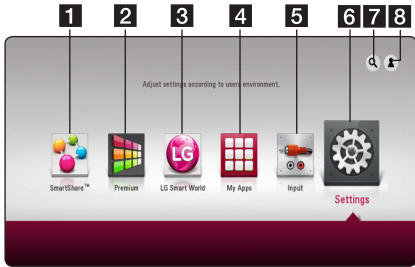 1 2 3 4 5 6 7 8
Adjust settings according to users environment.
LG
SmartShare™ Premium LG Smart World My Apps Input Settings